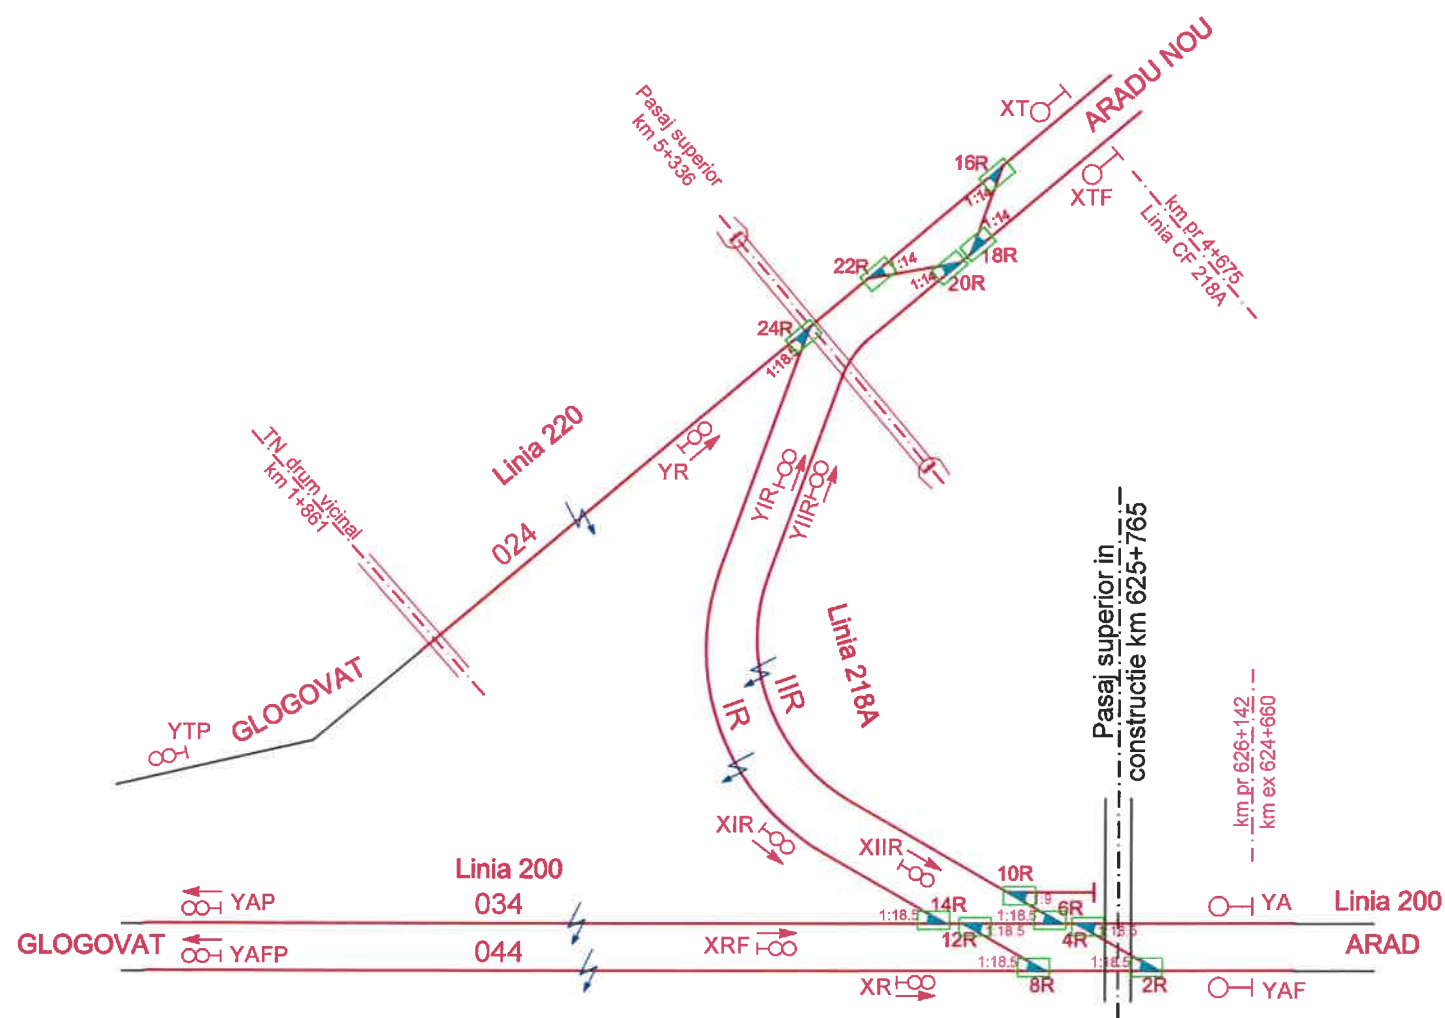 ARADU NOU
XT
XTF
Pasaj superior
km 5+336
16R
1:14
1:14
18R
km pr 4+675
Linia CF 218A
22R
1:14
1:14
20R
24R
1:18.5
Linia 220
YR
024
TN drum vicinal
km 1+861
YIR
YIIR
Linia 218A
IR
IIR
Pasaj superior in
constructie km 625+765
GLOGOVAT
YTP
km pr 626+142
km ex 624+660
XIR
XIIR
10R
1:9
Linia 200
YAP
034
1:18.5
14R
1:18.5
6R
YA
Linia 200
GLOGOVAT
YAFP
044
XRF
12R
1:18.5
4R
1:18.5
ARAD
XR
1:18.5
8R
1:18.5
2R
YAF